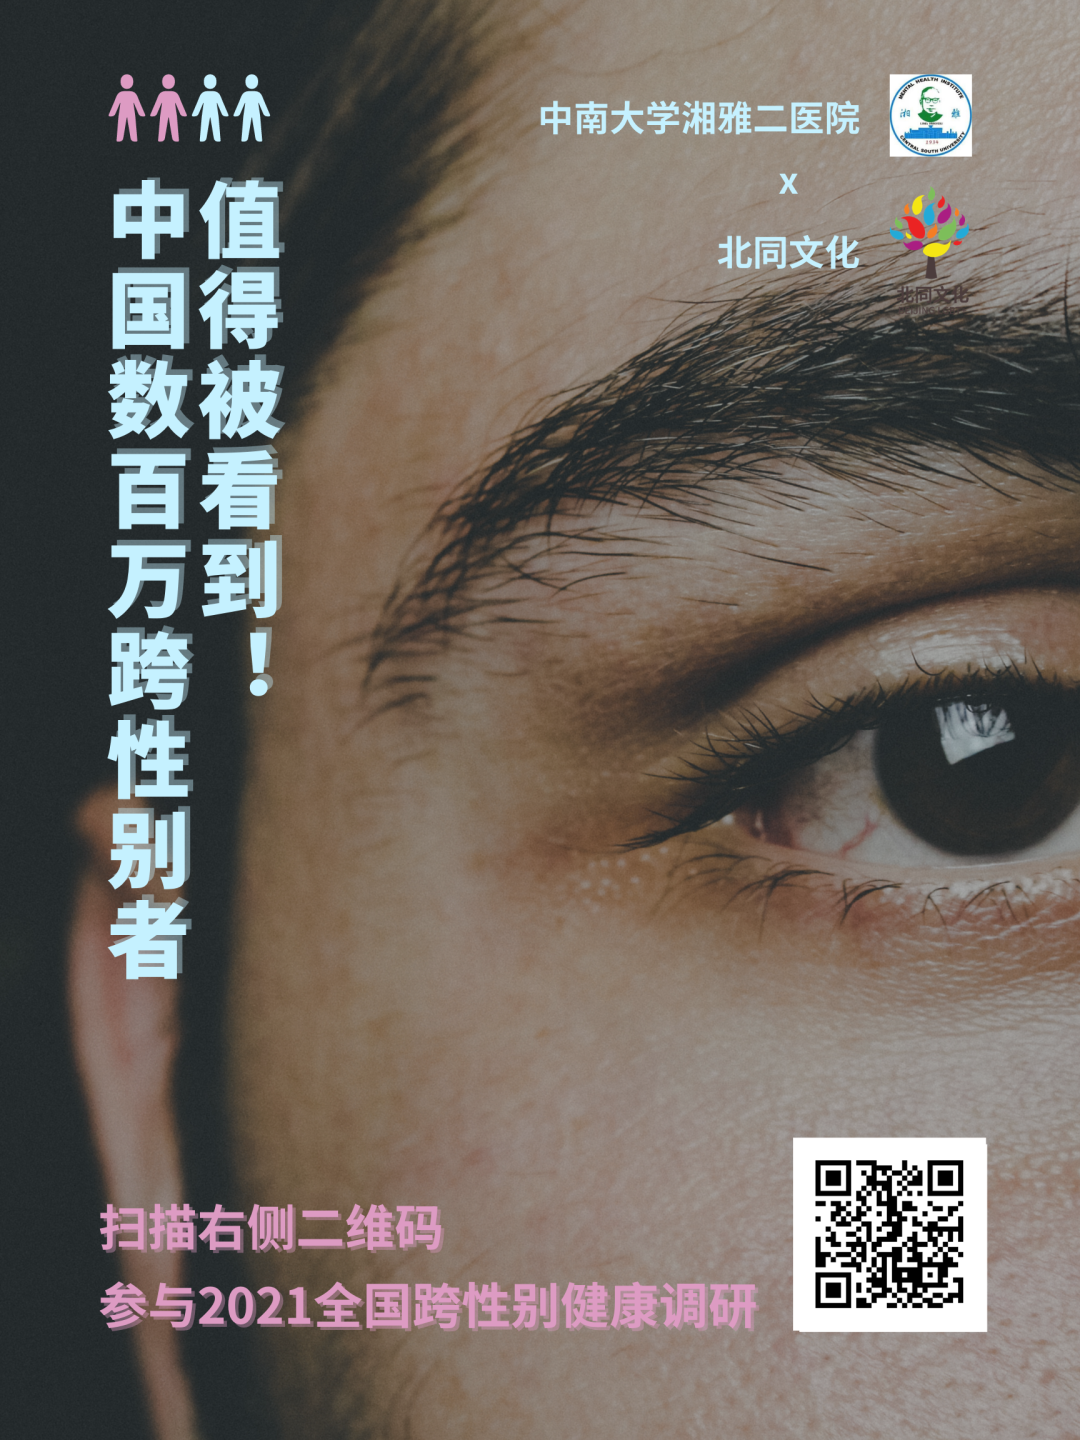 中南大学湘雅二医院
MENTAL HEALTH INSTITUTE
湘雅
1939
CENTRAL SOUTH UNIVERSITY
x
北同文化
北同文化
中国数百万跨性别者
值得被看到！
扫描右侧二维码
参与2021全国跨性别健康调研